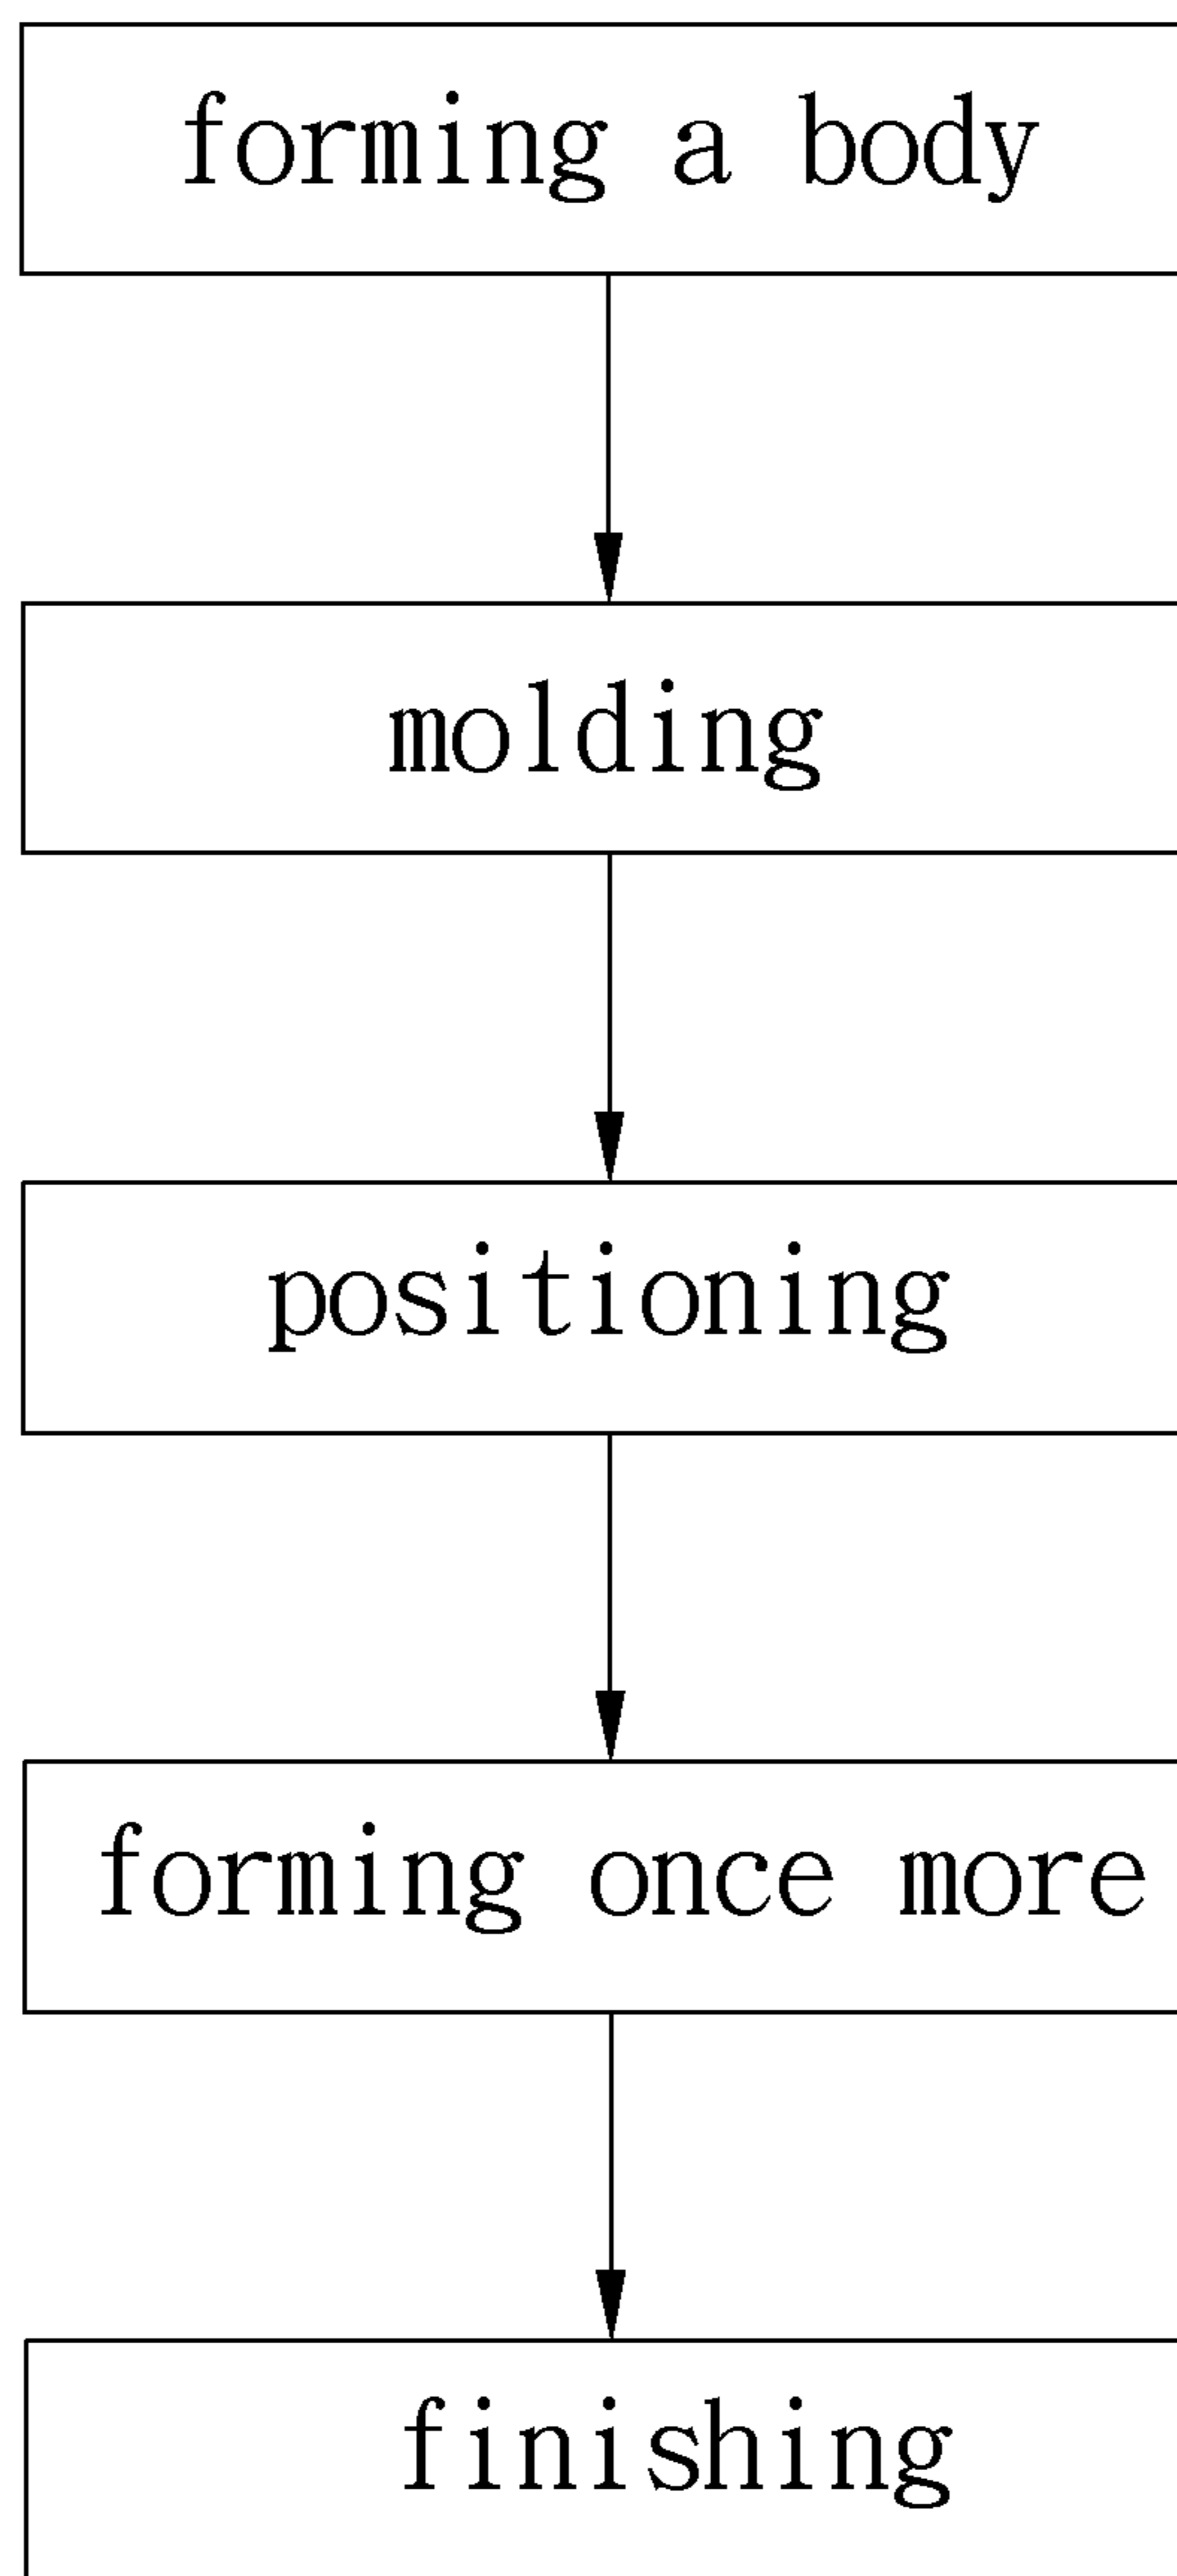 forming a body
molding
positioning
forming once more
finishing